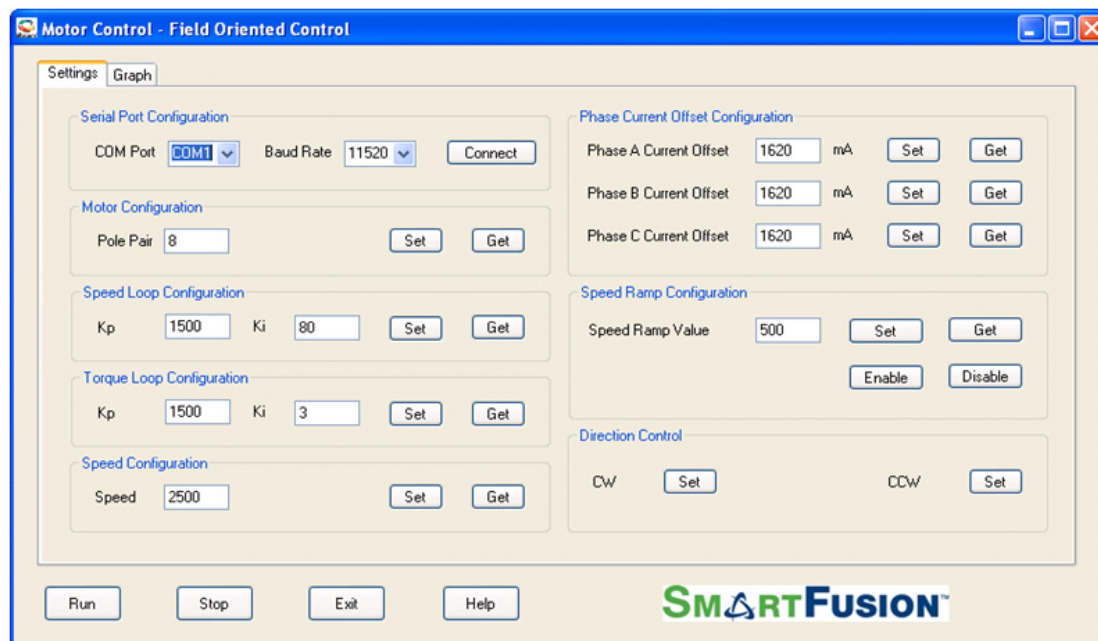 Motor Control - Field Oriented Control
Settings Graph
Serial Port Configuration
COM Port COM1 Baud Rate 11520 Connect
Motor Configuration
Pole Pair 8 Set Get
Speed Loop Configuration
Kp 1500 Ki 80 Set Get
Torque Loop Configuration
Kp 1500 Ki 3 Set Get
Speed Configuration
Speed 2500 Set Get
Phase Current Offset Configuration
Phase A Current Offset 1620 mA Set Get
Phase B Current Offset 1620 mA Set Get
Phase C Current Offset 1620 mA Set Get
Speed Ramp Configuration
Speed Ramp Value 500 Set Get
Enable Disable
Direction Control
CW Set CCW Set
Run Stop Exit Help
SMARTFUSION™